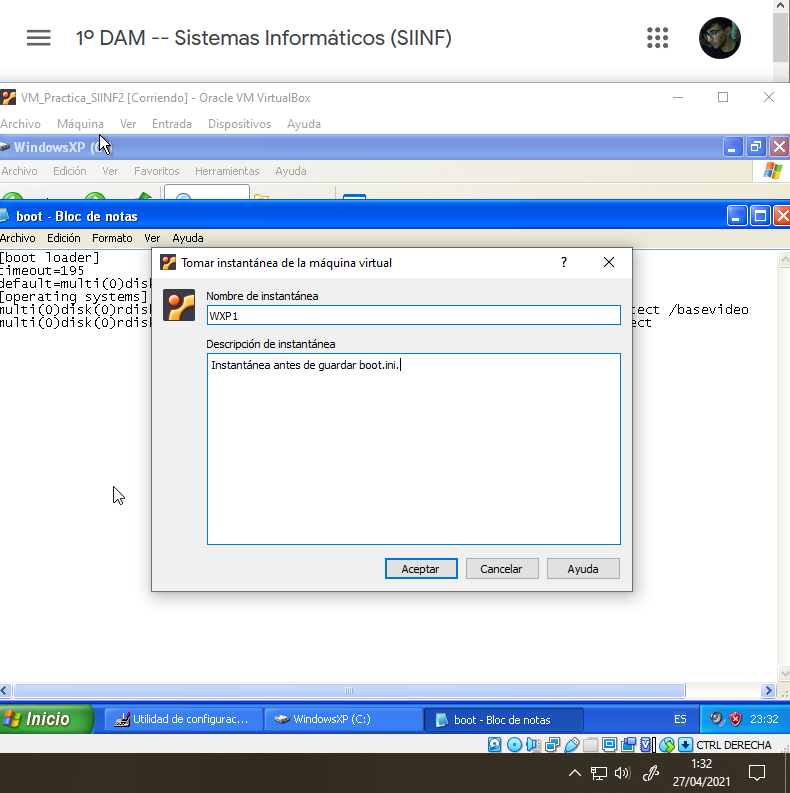 1º DAM -- Sistemas Informáticos (SIINF)
VM_Practica_SIINF2 [Corriendo] - Oracle VM VirtualBox
Archivo Máquina Ver Entrada Dispositivos Ayuda
WindowsXP (C:
Archivo Edición Ver Favoritos Herramientas Ayuda
boot - Bloc de notas
Archivo Edición Formato Ver Ayuda
[boot loader]
timeout=195
default=multi(0)disk
[operating systems]
multi(0)disk(0)rdis
ect /basevideo
multi(0)disk(0)rdis
ect
Tomar instantánea de la máquina virtual
?
Nombre de instantánea
WXP1
Descripción de instantánea
Instantánea antes de guardar boot.ini.
Aceptar Cancelar Ayuda
Inicio
Utilidad de configurac...
WindowsXP (C:)
boot - Bloc de notas
ES
23:32
CTRL DERECHA
1:32
27/04/2021